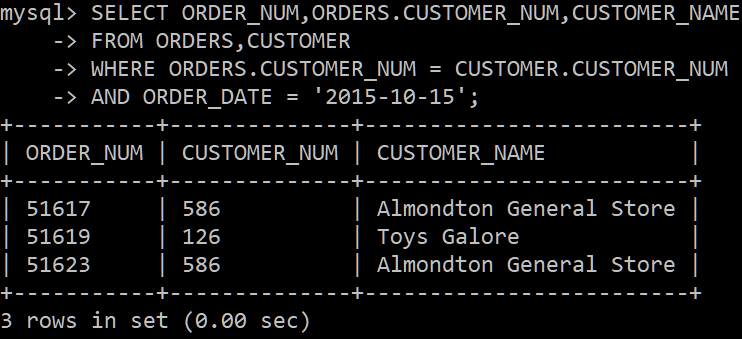 mysql> SELECT ORDER_NUM,ORDERS.CUSTOMER_NUM,CUSTOMER_NAME
    -> FROM ORDERS,CUSTOMER
    -> WHERE ORDERS.CUSTOMER_NUM = CUSTOMER.CUSTOMER_NUM
    -> AND ORDER_DATE = '2015-10-15';
+-----------+--------------+-------------------------+
| ORDER_NUM | CUSTOMER_NUM | CUSTOMER_NAME           |
+-----------+--------------+-------------------------+
| 51617     | 586          | Almondton General Store |
| 51619     | 126          | Toys Galore             |
| 51623     | 586          | Almondton General Store |
+-----------+--------------+-------------------------+
3 rows in set (0.00 sec)